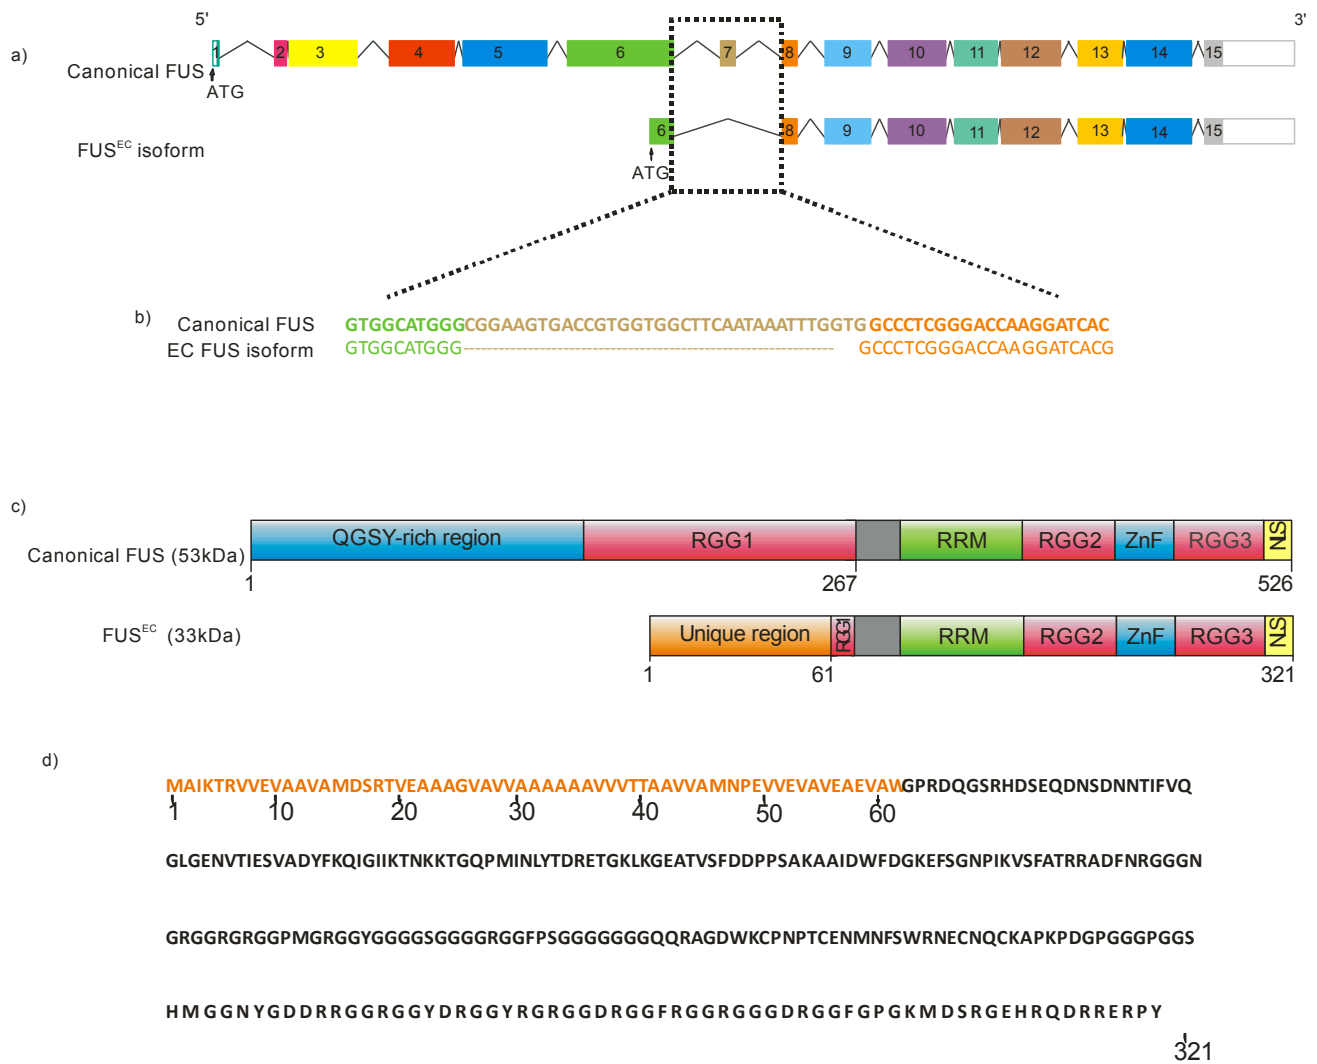 5' 3'
a)
1 2 3 4 5 6 7 8 9 10 11 12 13 14 15
Canonical FUS
ATG
6 8 9 10 11 12 13 14 15
FUSEC isoform
ATG
b) Canonical FUS GTGGCATGGGCGGAAGTGACCGTGGTGGCTTCAATAAATTTGGTG GCCCTCGGGACCAAGGATCAC
EC FUS isoform GTGGCATGGG---------------------------------------------------------------- GCCCTCGGGACCAAGGATCACG
c)
QGSY-rich region RGG1 RRM RGG2 ZnF RGG3 NLS
Canonical FUS (53kDa)
1 267 526
FUSEC (33kDa) Unique region RGG1 RRM RGG2 ZnF RGG3 NLS
1 61 321
d)
MAIKTRVVEVAAVAMDSRTVEAAAGVAVVAAAAAAVVVTTAAVVAMNPEVVEVAVEAEVAWGPRDQGSRHDSEQDNSDNNTIFVQ
1 10 20 30 40 50 60
GLGENVTIESVADYFKQIGIIKTNKKTGQPMINLYTDRETGKLKGEATVSFDDPPSAKAAIDWFDGKEFSGNPIKVSFATRRADFNRGGGN
GRGGRGRGGPMGRGGYGGGGSGGGGRGGFPSGGGGGGGQQRAGDWKCPNPTCENMNFSWRNECNQCKAPKPDGPGGGPGGS
HMGGNYGDDRRGGRGGYDRGGYRGRGGDRGGFRGGRGGGDRGGFGPGKMDSRGEHRQDRRERPY
321